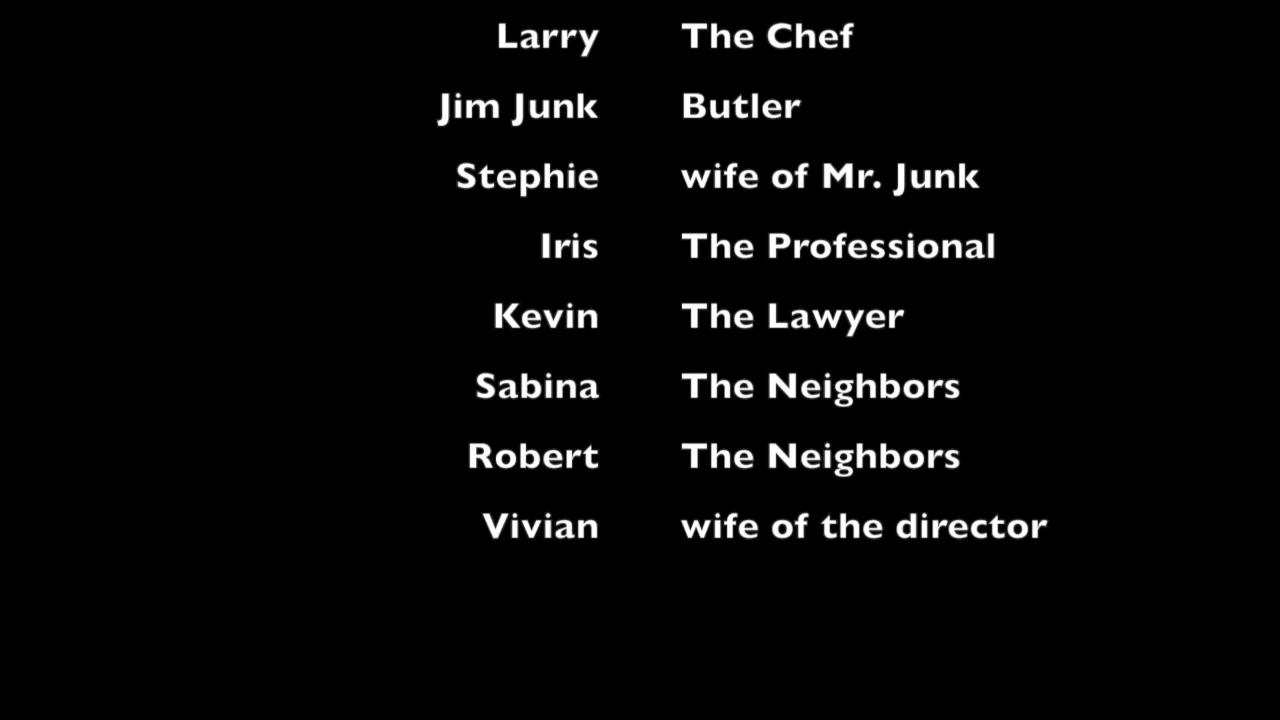 Larry The Chef
Jim Junk Butler
Stephie wife of Mr. Junk
Iris The Professional
Kevin The Lawyer
Sabina The Neighbors
Robert The Neighbors
Vivian wife of the director